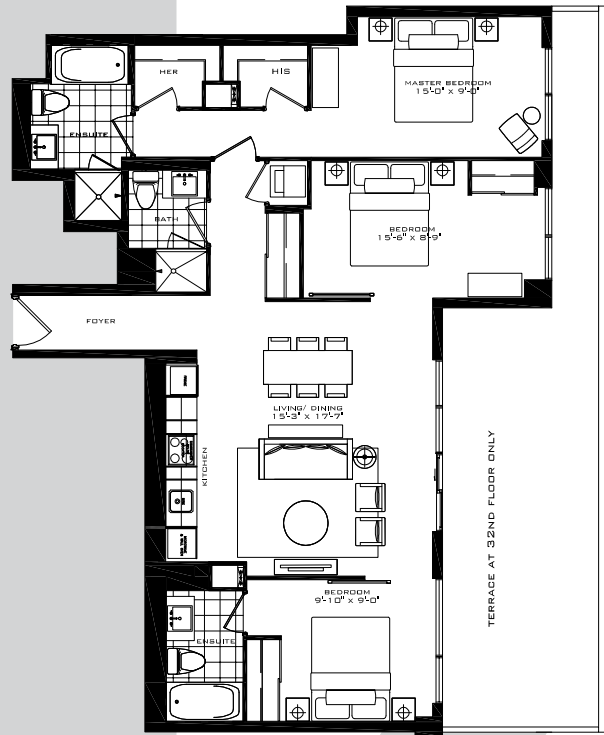 HER
HIS
MASTER BEDROOM
15'-0" x 9'-0"
ENSUITE
BATH
BEDROOM
15'-6" x 8'-9"
FOYER
LIVING/ DINING
15'-3" x 17'-7"
KITCHEN
TERRACE AT 32ND FLOOR ONLY
BEDROOM
9'-10" x 9'-0"
ENSUITE